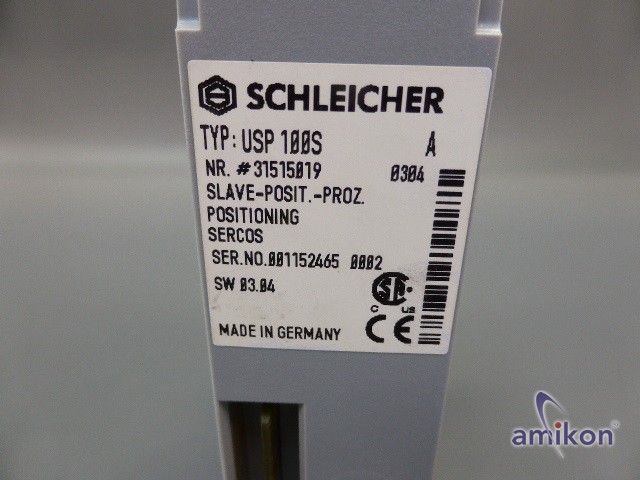 SCHLEICHER
TYP: USP 100S A
NR. #31515019 0304
SLAVE-POSIT.-PROZ.
POSITIONING
SERCOS
SER.NO.001152465 0002
SW 03.04
C US
MADE IN GERMANY CE
amikon